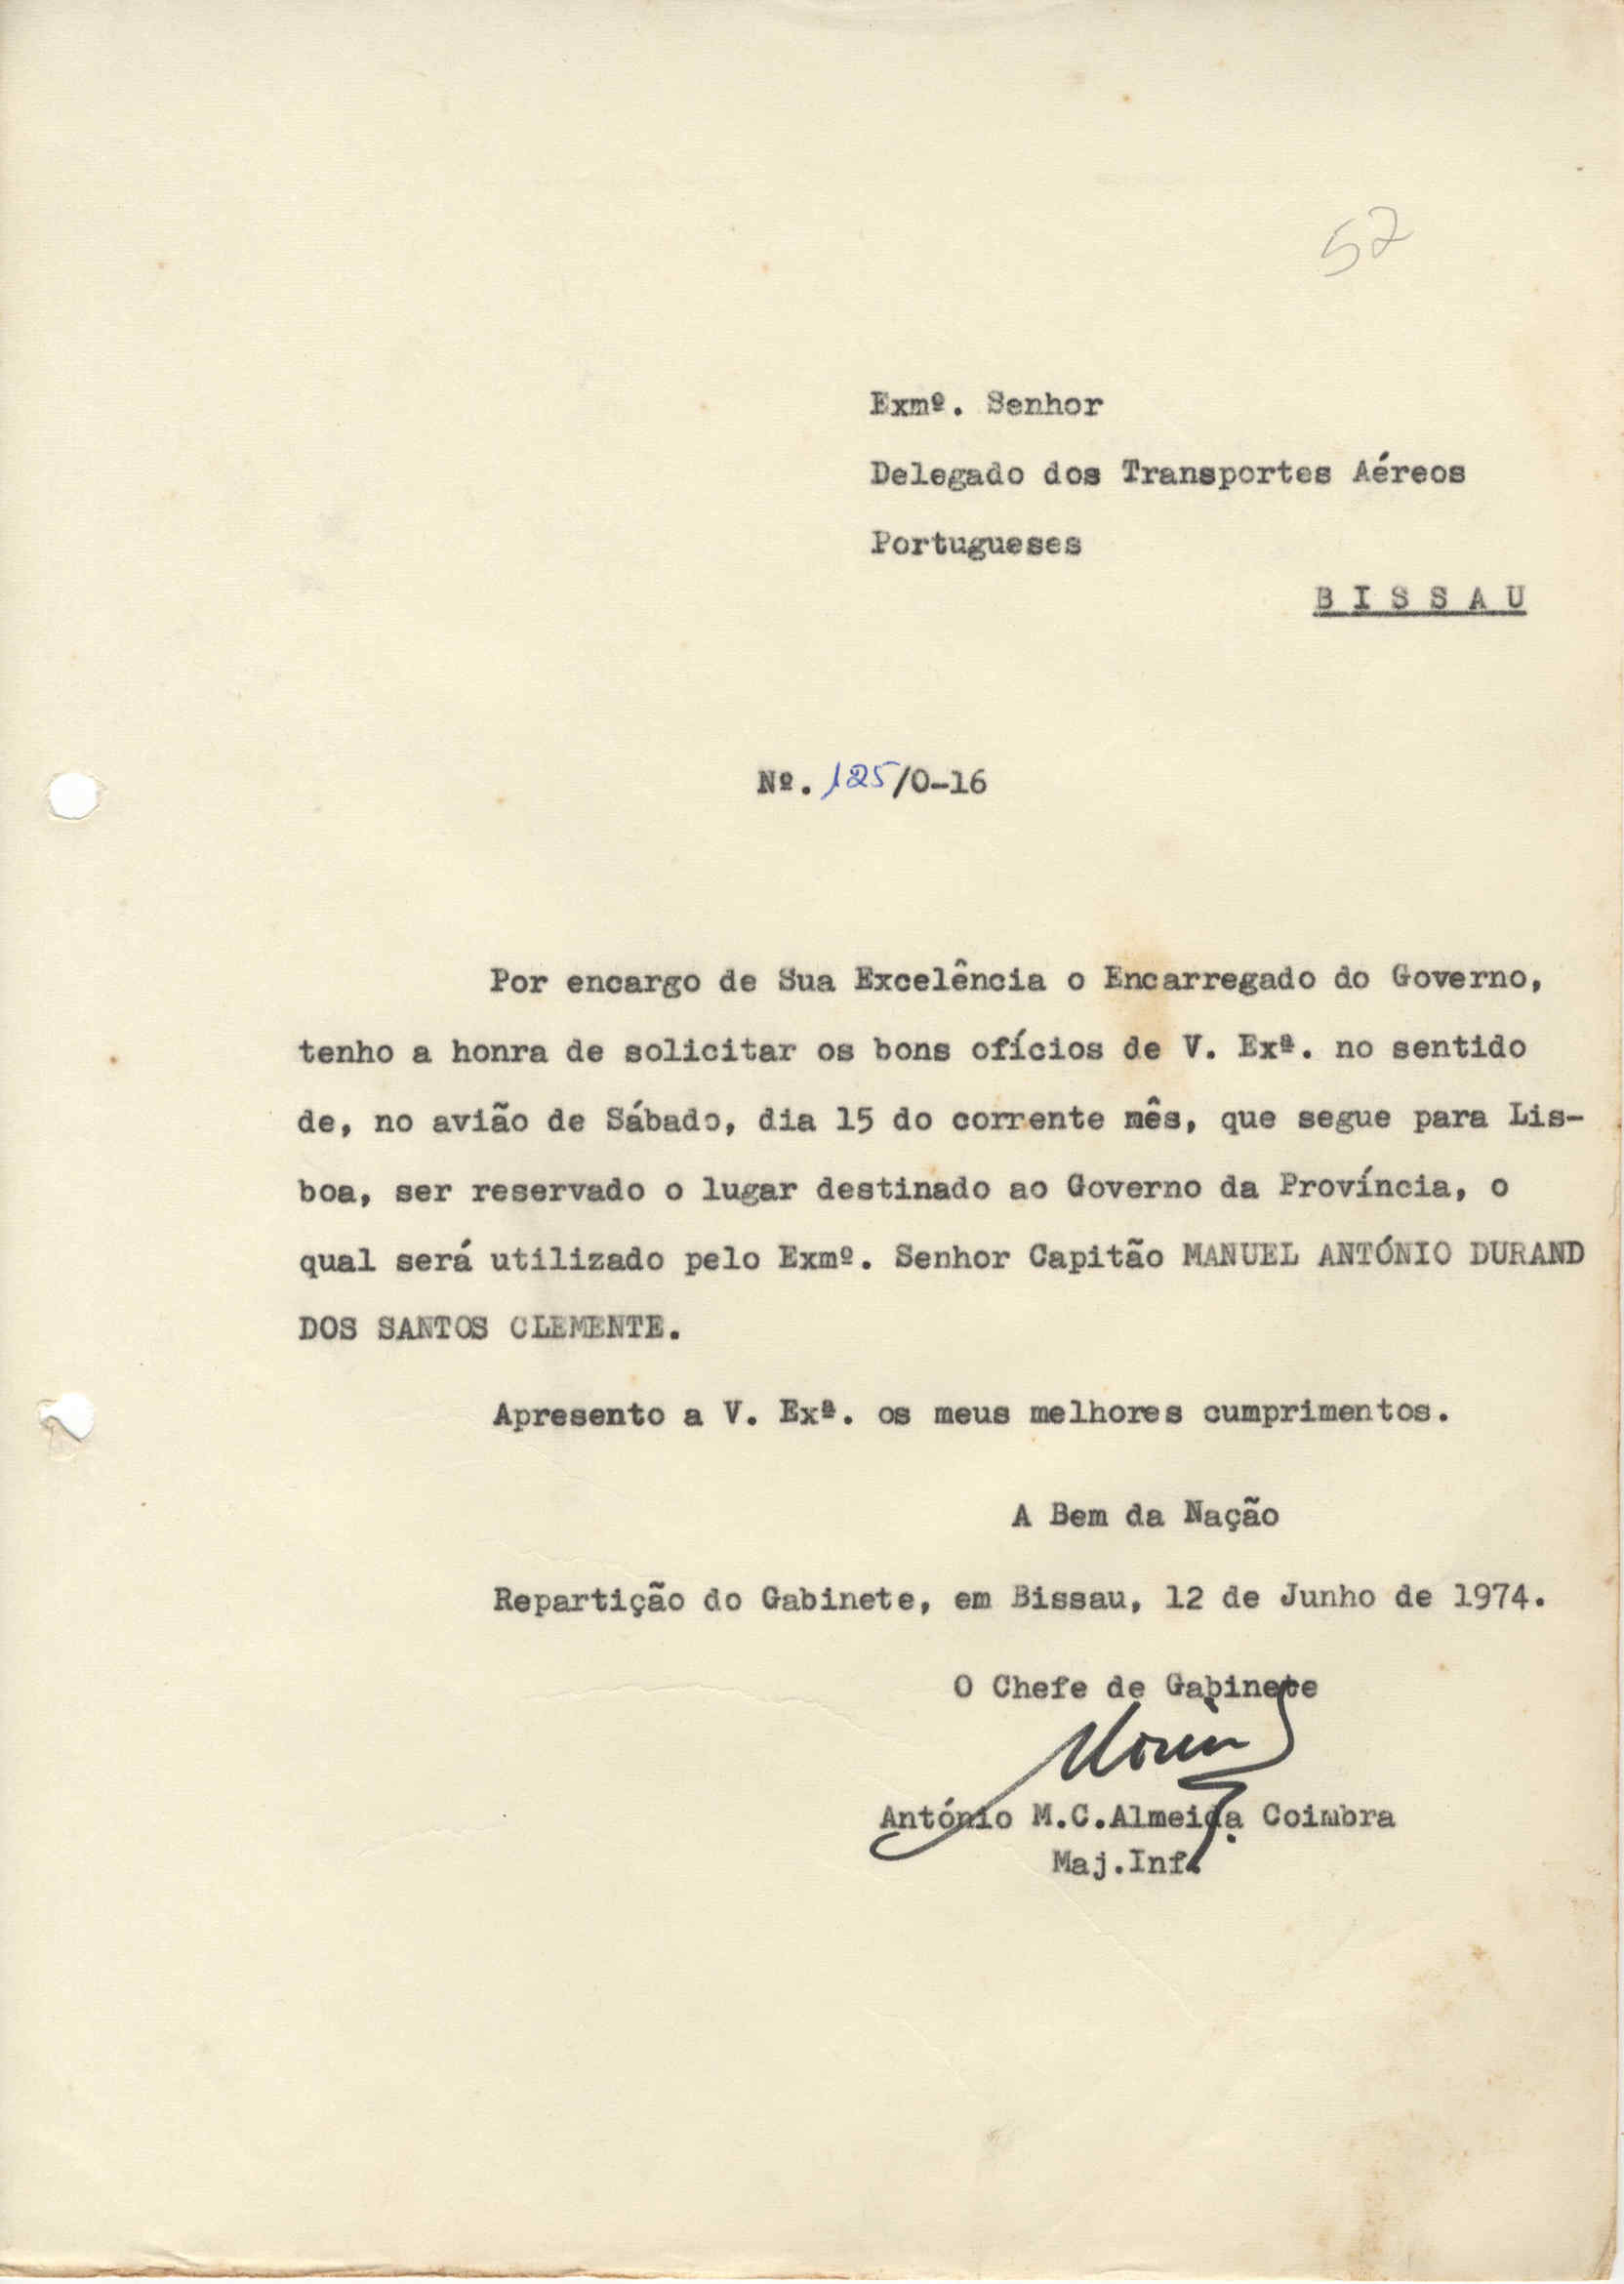 52
Exmº. Senhor
Delegado dos Transportes Aéreos
Portugueses
B I S S A U
Nº. 125/0-16
Por encargo de Sua Excelência o Encarregado do Governo,
tenho a honra de solicitar os bons ofícios de V. Exª. no sentido
de, no avião de Sábado, dia 15 do corrente mês, que segue para Lis-
boa, ser reservado o lugar destinado ao Governo da Província, o
qual será utilizado pelo Exmº. Senhor Capitão MANUEL ANTÓNIO DURAND
DOS SANTOS CLEMENTE.
Apresento a V. Exª. os meus melhores cumprimentos.
A Bem da Nação
Repartição do Gabinete, em Bissau, 12 de Junho de 1974.
O Chefe de Gabinete
António M.C.Almeida Coimbra
Maj.Inf.